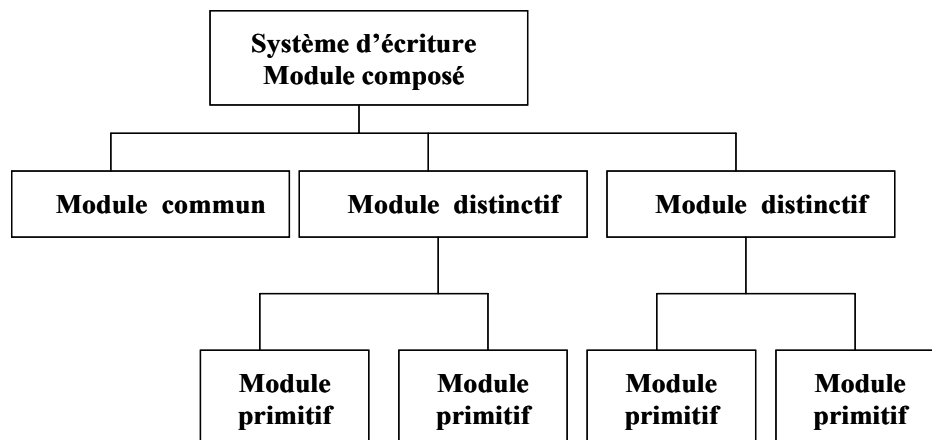 Système d’écriture
Module composé
Module commun
Module distinctif
Module distinctif
Module
primitif
Module
primitif
Module
primitif
Module
primitif